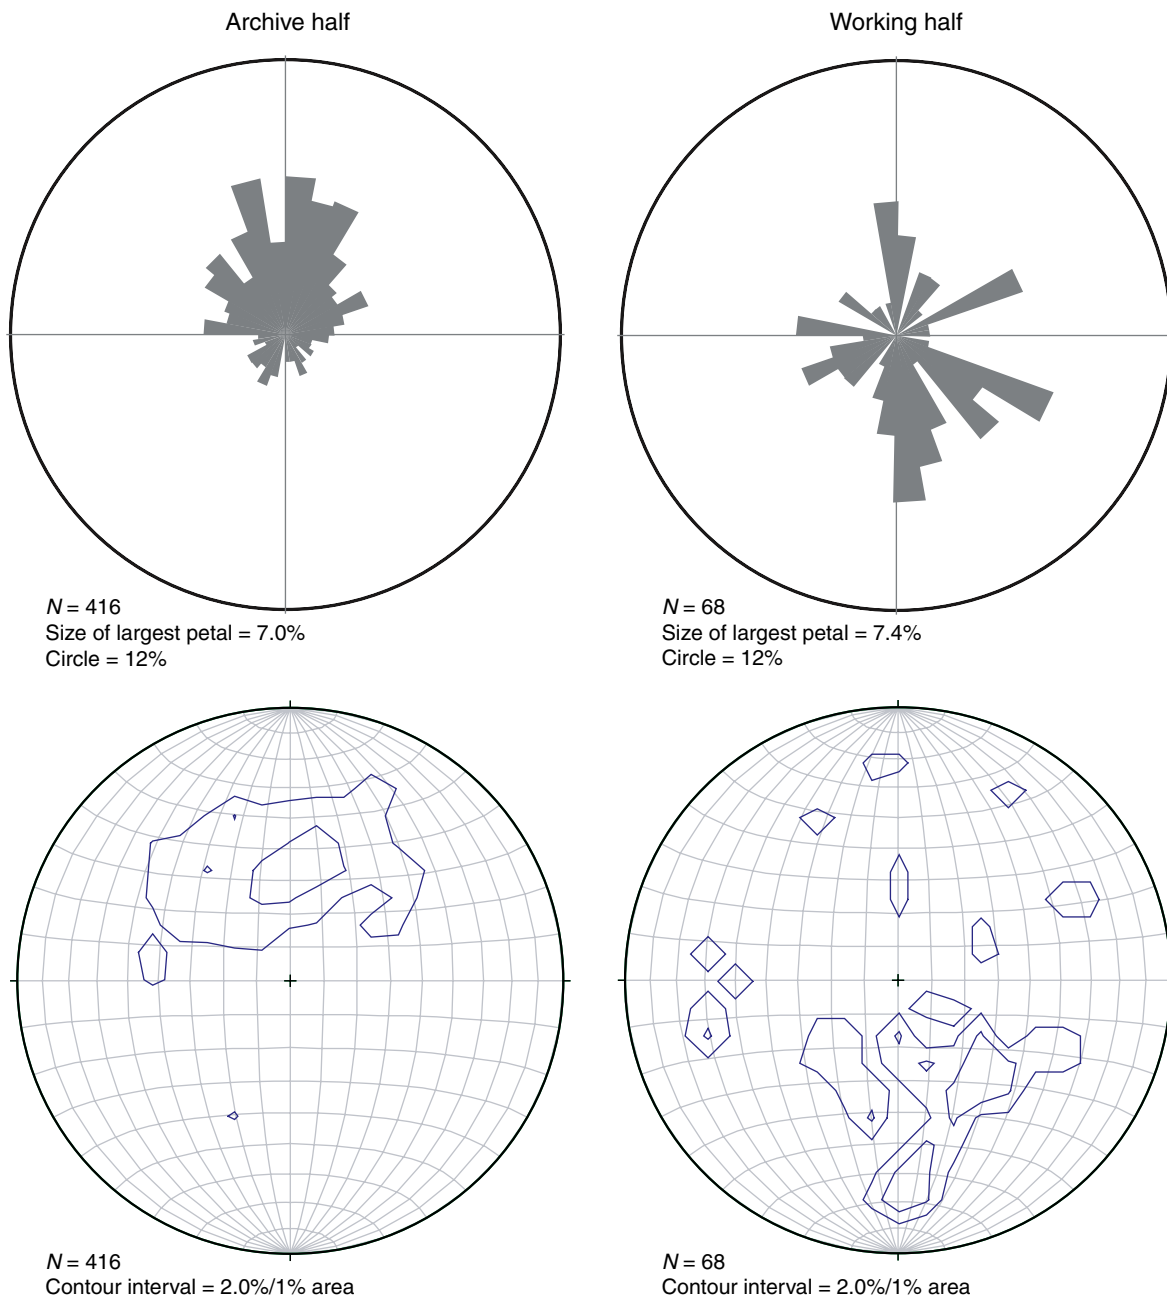 Archive half
Working half
N = 416
Size of largest petal = 7.0%
Circle = 12%
N = 68
Size of largest petal = 7.4%
Circle = 12%
N = 416
Contour interval = 2.0%/1% area
N = 68
Contour interval = 2.0%/1% area